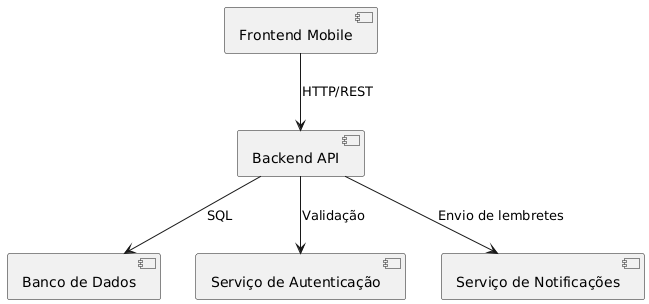 Frontend Mobile
HTTP/REST
Backend API
SQL
Validação
Envio de lembretes
Banco de Dados
Serviço de Autenticação
Serviço de Notificações